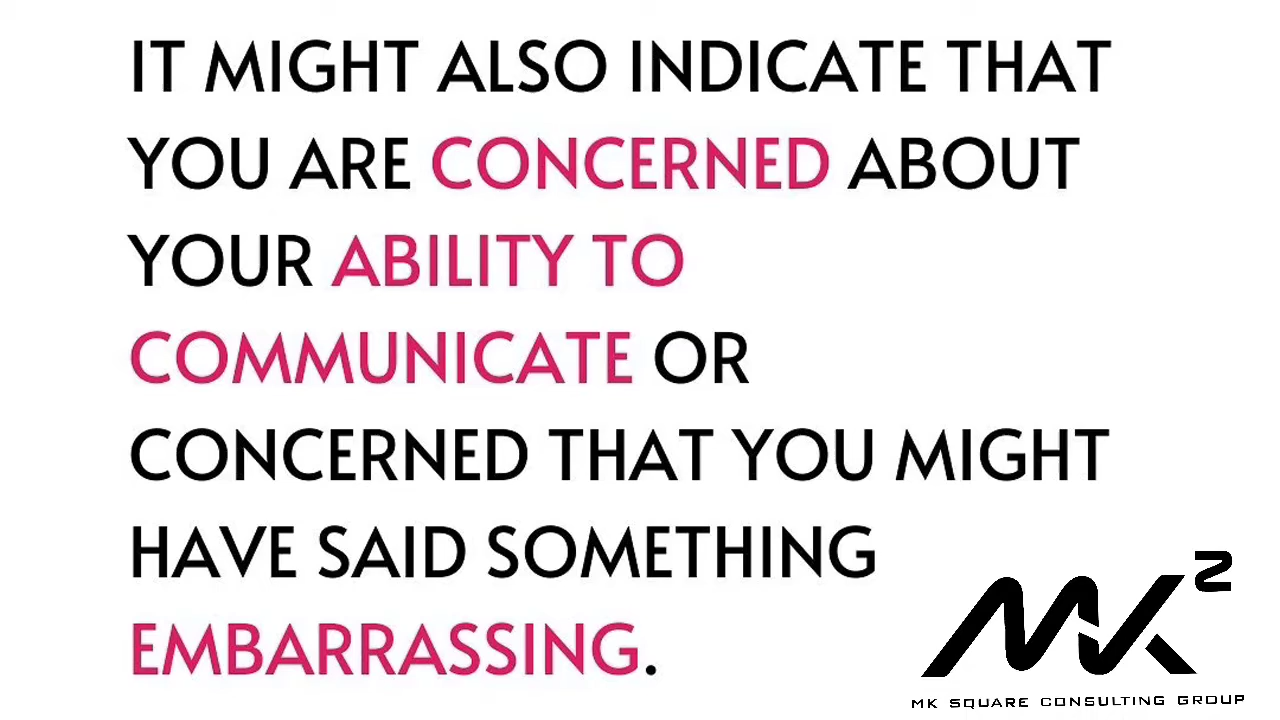 IT MIGHT ALSO INDICATE THAT
YOU ARE CONCERNED ABOUT
YOUR ABILITY TO
COMMUNICATE OR
CONCERNED THAT YOU MIGHT
HAVE SAID SOMETHING
EMBARRASSING.
MK²
MK SQUARE CONSULTING GROUP